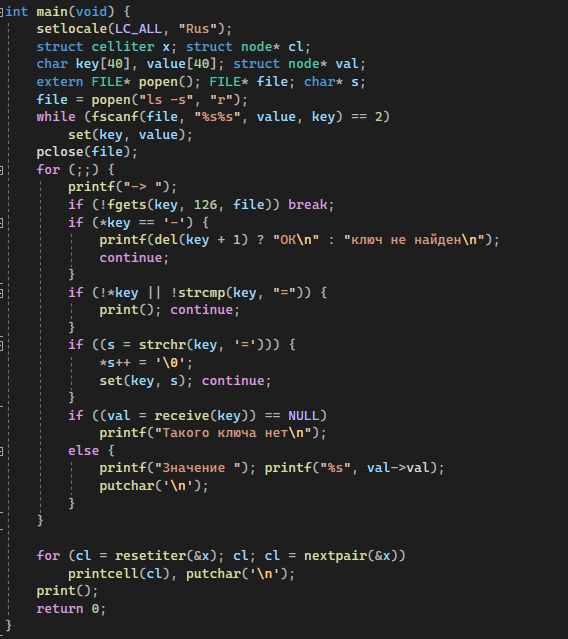 int main(void) {
setlocale(LC_ALL, "Rus");
struct celliter x; struct node* cl;
char key[40], value[40]; struct node* val;
extern FILE* popen(); FILE* file; char* s;
file = popen("ls -s", "r");
while (fscanf(file, "%s%s", value, key) == 2)
set(key, value);
pclose(file);
for (;;) {
printf("-> ");
if (!fgets(key, 126, file)) break;
if (*key == '-') {
printf(del(key + 1) ? "ОК\n" : "ключ не найден\n");
continue;
}
if (!*key || !strcmp(key, "=")) {
print(); continue;
}
if ((s = strchr(key, '='))) {
*s++ = '\0';
set(key, s); continue;
}
if ((val = receive(key)) == NULL)
printf("Такого ключа нет\n");
else {
printf("Значение "); printf("%s", val->val);
putchar('\n');
}
}
for (cl = resetiter(&x); cl; cl = nextpair(&x))
printcell(cl), putchar('\n');
print();
return 0;
}